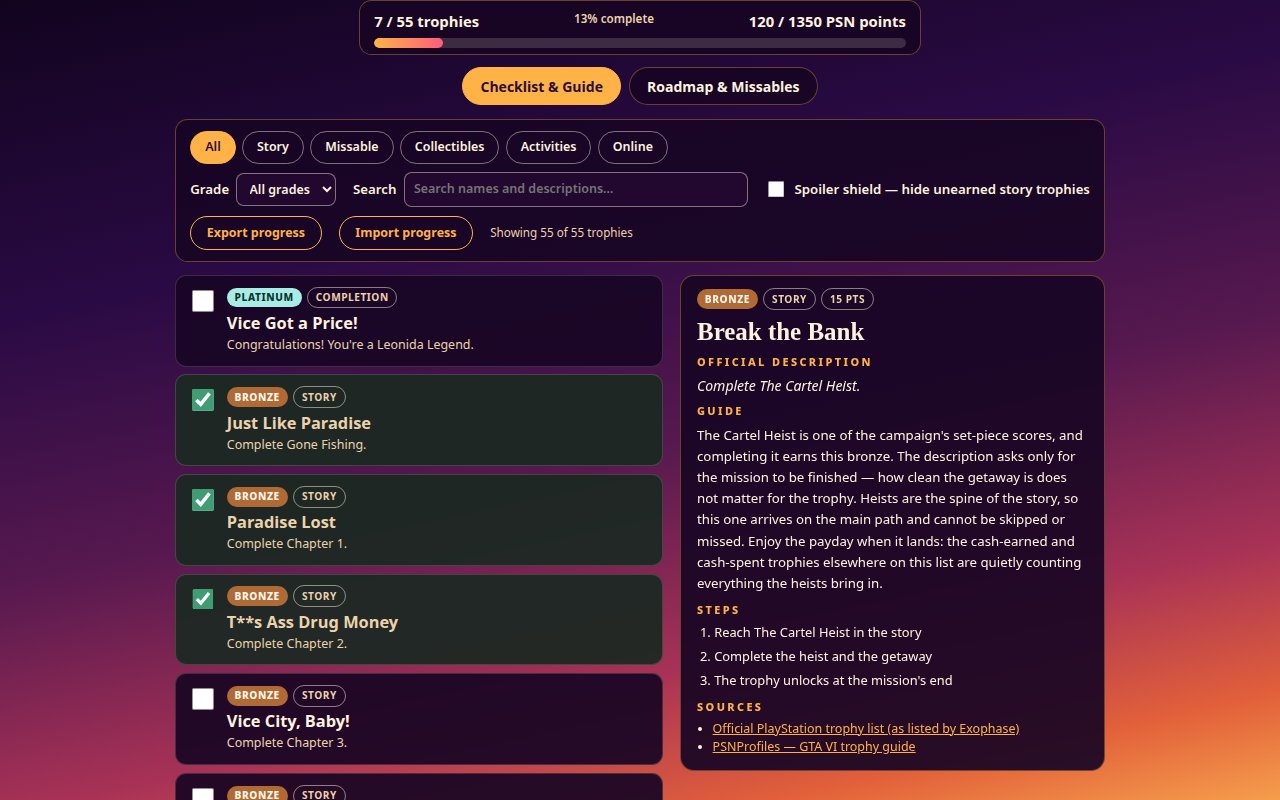 7 / 55 trophies
13% complete
120 / 1350 PSN points
Checklist & Guide
Roadmap & Missables
All
Story
Missable
Collectibles
Activities
Online
Grade
All grades
Search
Search names and descriptions...
Spoiler shield — hide unearned story trophies
Export progress
Import progress
Showing 55 of 55 trophies
PLATINUM
COMPLETION
Vice Got a Price!
Congratulations! You're a Leonida Legend.
BRONZE
STORY
Just Like Paradise
Complete Gone Fishing.
BRONZE
STORY
Paradise Lost
Complete Chapter 1.
BRONZE
STORY
T**s Ass Drug Money
Complete Chapter 2.
BRONZE
STORY
Vice City, Baby!
Complete Chapter 3.
BRONZE
STORY
BRONZE
STORY
15 PTS
Break the Bank
OFFICIAL DESCRIPTION
Complete The Cartel Heist.
GUIDE
The Cartel Heist is one of the campaign's set-piece scores, and
completing it earns this bronze. The description asks only for
the mission to be finished — how clean the getaway is does
not matter for the trophy. Heists are the spine of the story, so
this one arrives on the main path and cannot be skipped or
missed. Enjoy the payday when it lands: the cash-earned and
cash-spent trophies elsewhere on this list are quietly counting
everything the heists bring in.
STEPS
1. Reach The Cartel Heist in the story
2. Complete the heist and the getaway
3. The trophy unlocks at the mission's end
SOURCES
• Official PlayStation trophy list (as listed by Exophase)
• PSNProfiles — GTA VI trophy guide